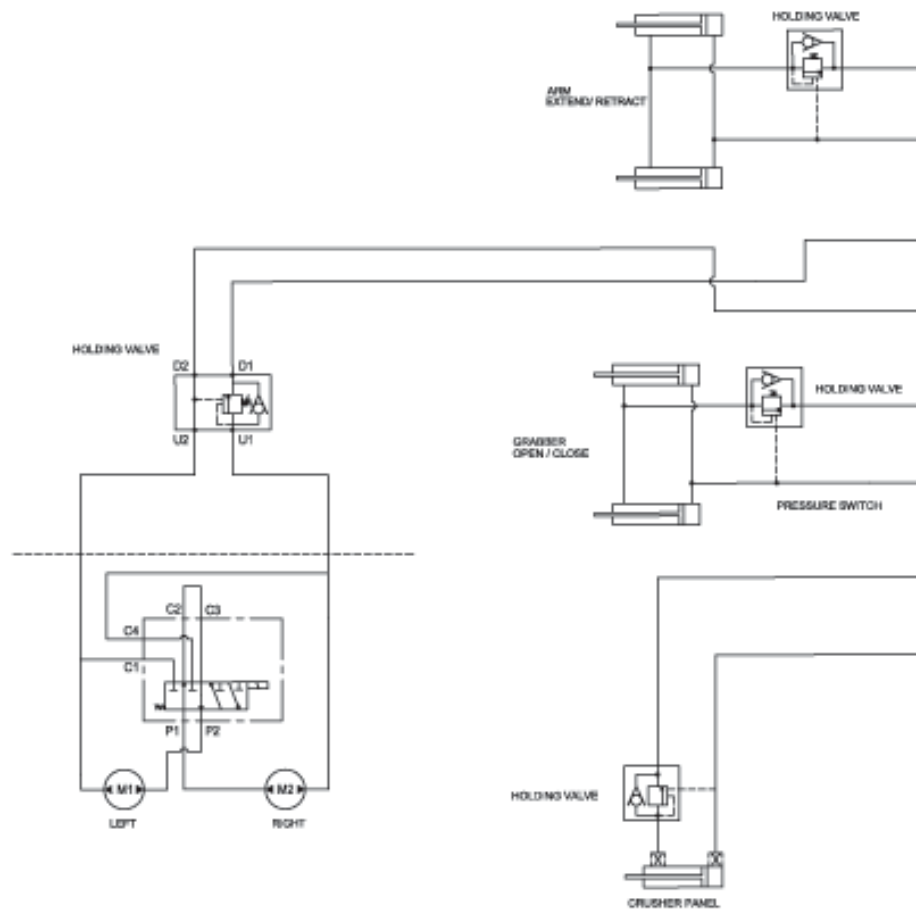 HOLDING VALVE
ARM
EXTEND/ RETRACT
HOLDING VALVE
D2
D1
U2
U1
HOLDING VALVE
GRABBER
OPEN / CLOSE
PRESSURE SWITCH
C2
C3
C4
C1
P1
P2
M1
M2
LEFT
RIGHT
HOLDING VALVE
X
X
CRUSHER PANEL